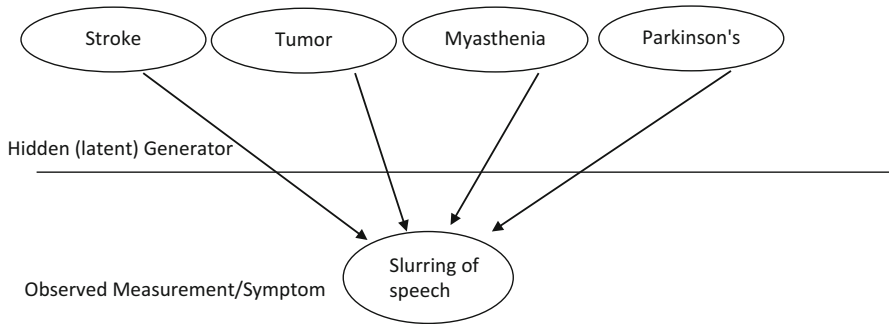 Stroke
Tumor
Myasthenia
Parkinson's
Hidden (latent) Generator
Slurring of
speech
Observed Measurement/Symptom